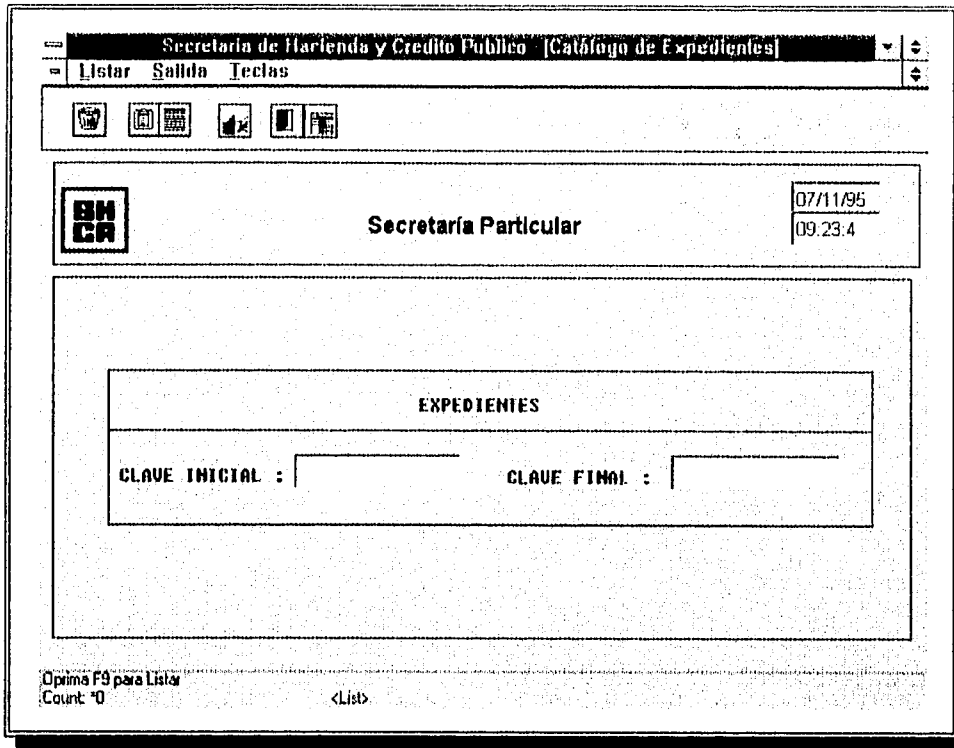 Secretaria de Hacienda y Credito Publico - [Catálogo de Expedientes]
Listar Salida Teclas
SH
CP
Secretaría Particular
07/11/95
09:23:4
EXPEDIENTES
CLAVE INICIAL :
CLAVE FINAL :
Oprima F9 para Listar
Count: *0
<List>